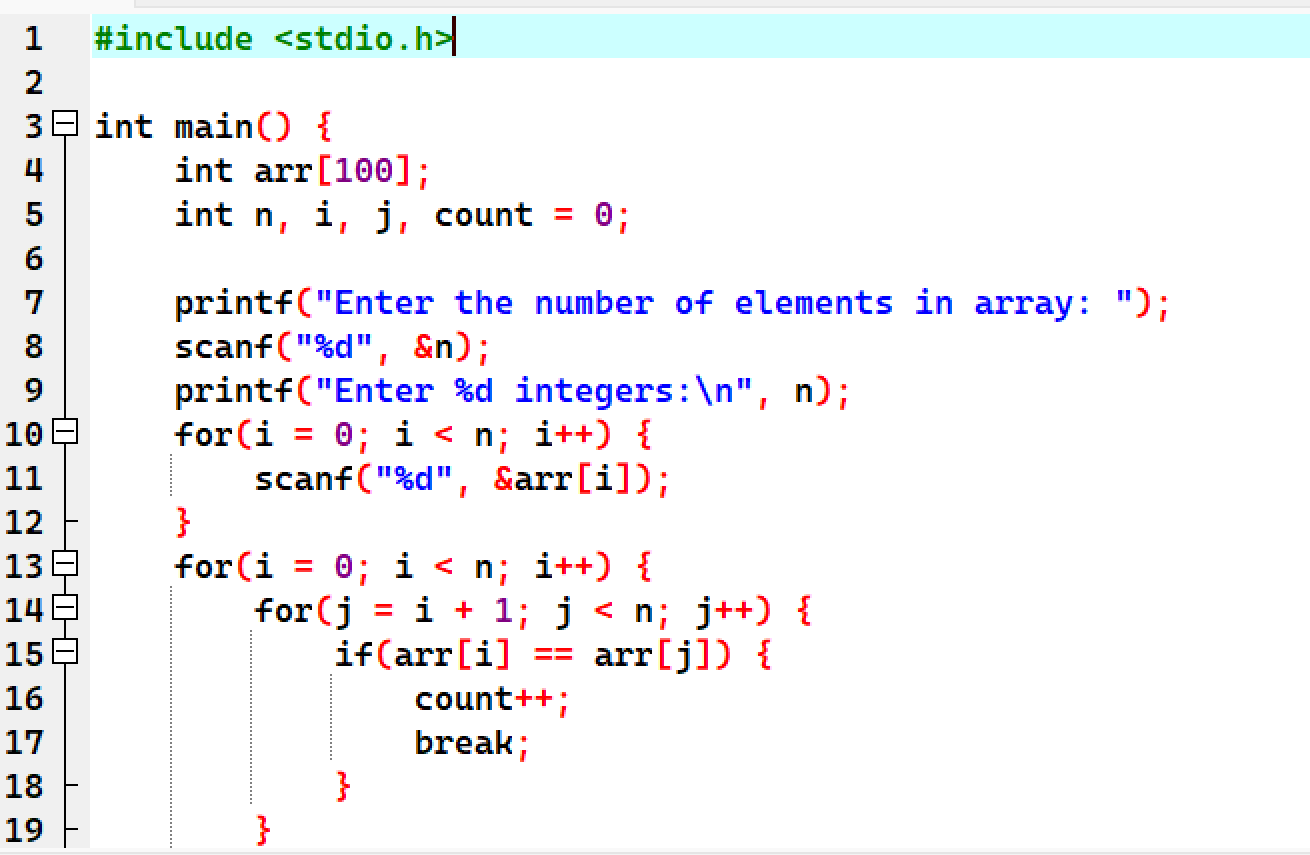 1 #include <stdio.h>
2
3 int main() {
4     int arr[100];
5     int n, i, j, count = 0;
6
7     printf("Enter the number of elements in array: ");
8     scanf("%d", &n);
9     printf("Enter %d integers:\n", n);
10     for(i = 0; i < n; i++) {
11         scanf("%d", &arr[i]);
12     }
13     for(i = 0; i < n; i++) {
14         for(j = i + 1; j < n; j++) {
15             if(arr[i] == arr[j]) {
16                 count++;
17                 break;
18             }
19         }